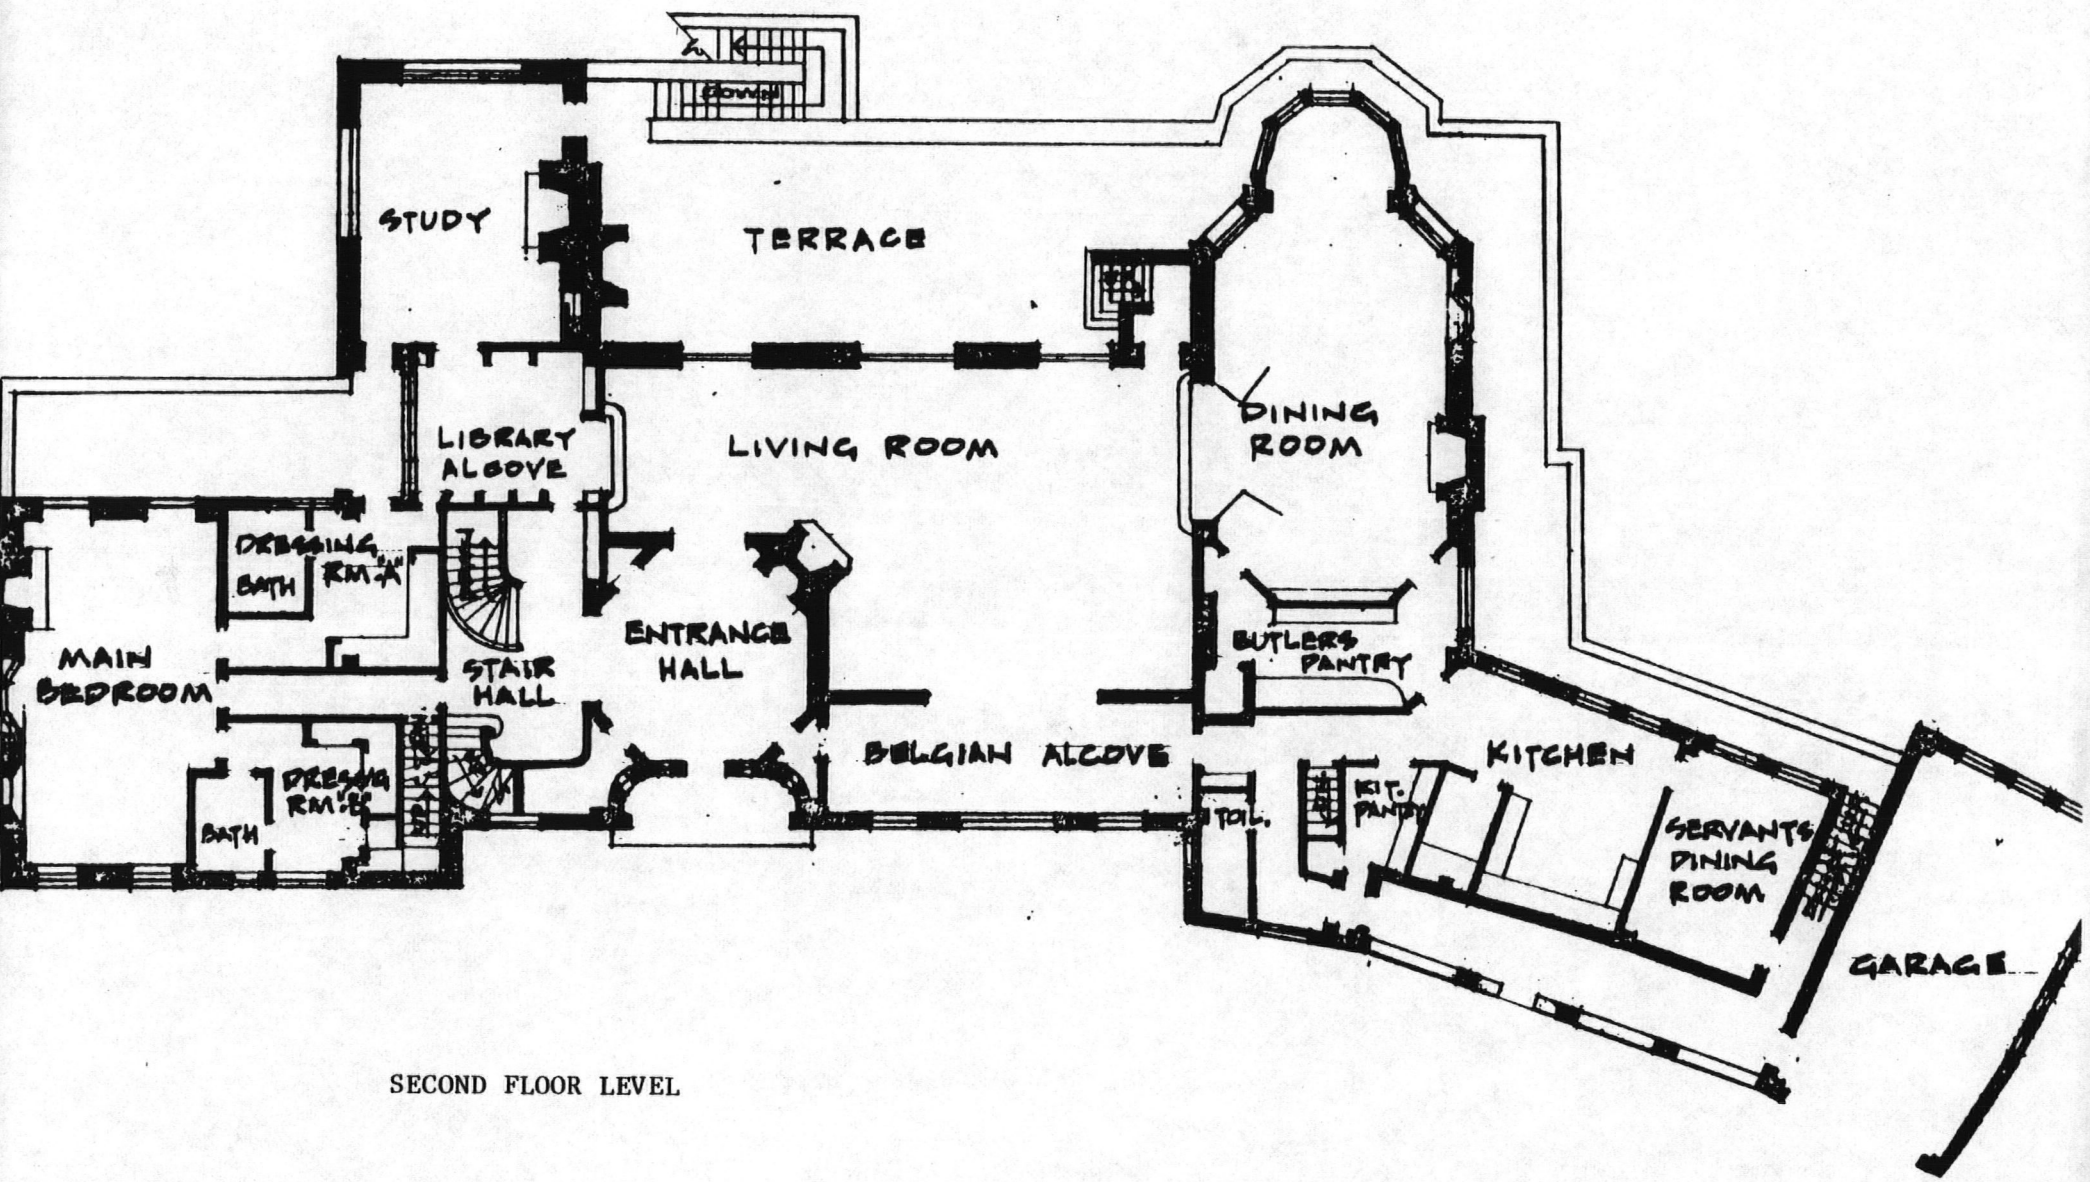 DOWN
STUDY
TERRACE
LIBRARY
ALCOVE
LIVING ROOM
DINING
ROOM
DRESSING
RM "A"
BATH
MAIN
BEDROOM
STAIR
HALL
ENTRANCE
HALL
BUTLERS
PANTRY
BELGIAN ALCOVE
KITCHEN
DRESSING
RM "B"
BATH
TOIL.
KIT.
PANTRY
SERVANTS
DINING
ROOM
GARAGE
SECOND FLOOR LEVEL